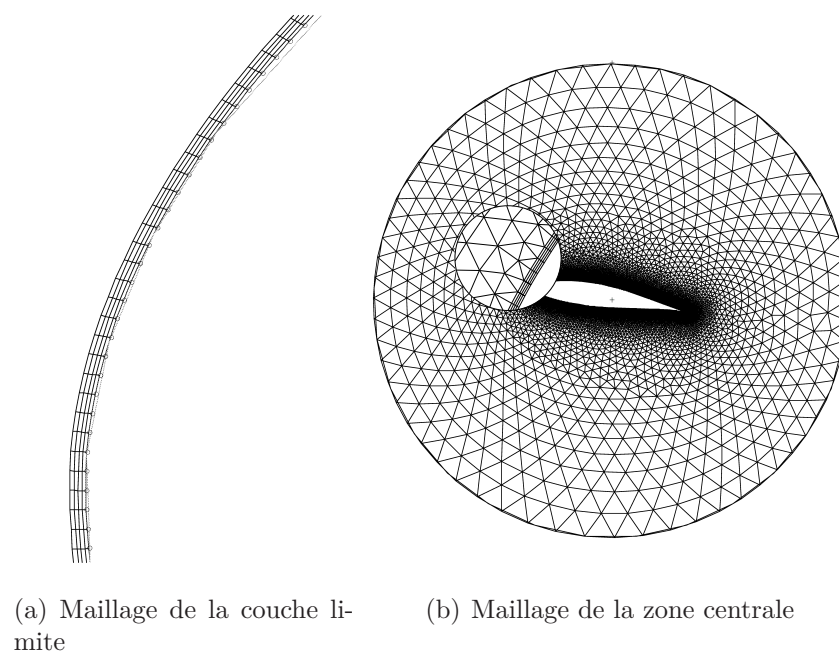 (a) Maillage de la couche li-
mite
(b) Maillage de la zone centrale